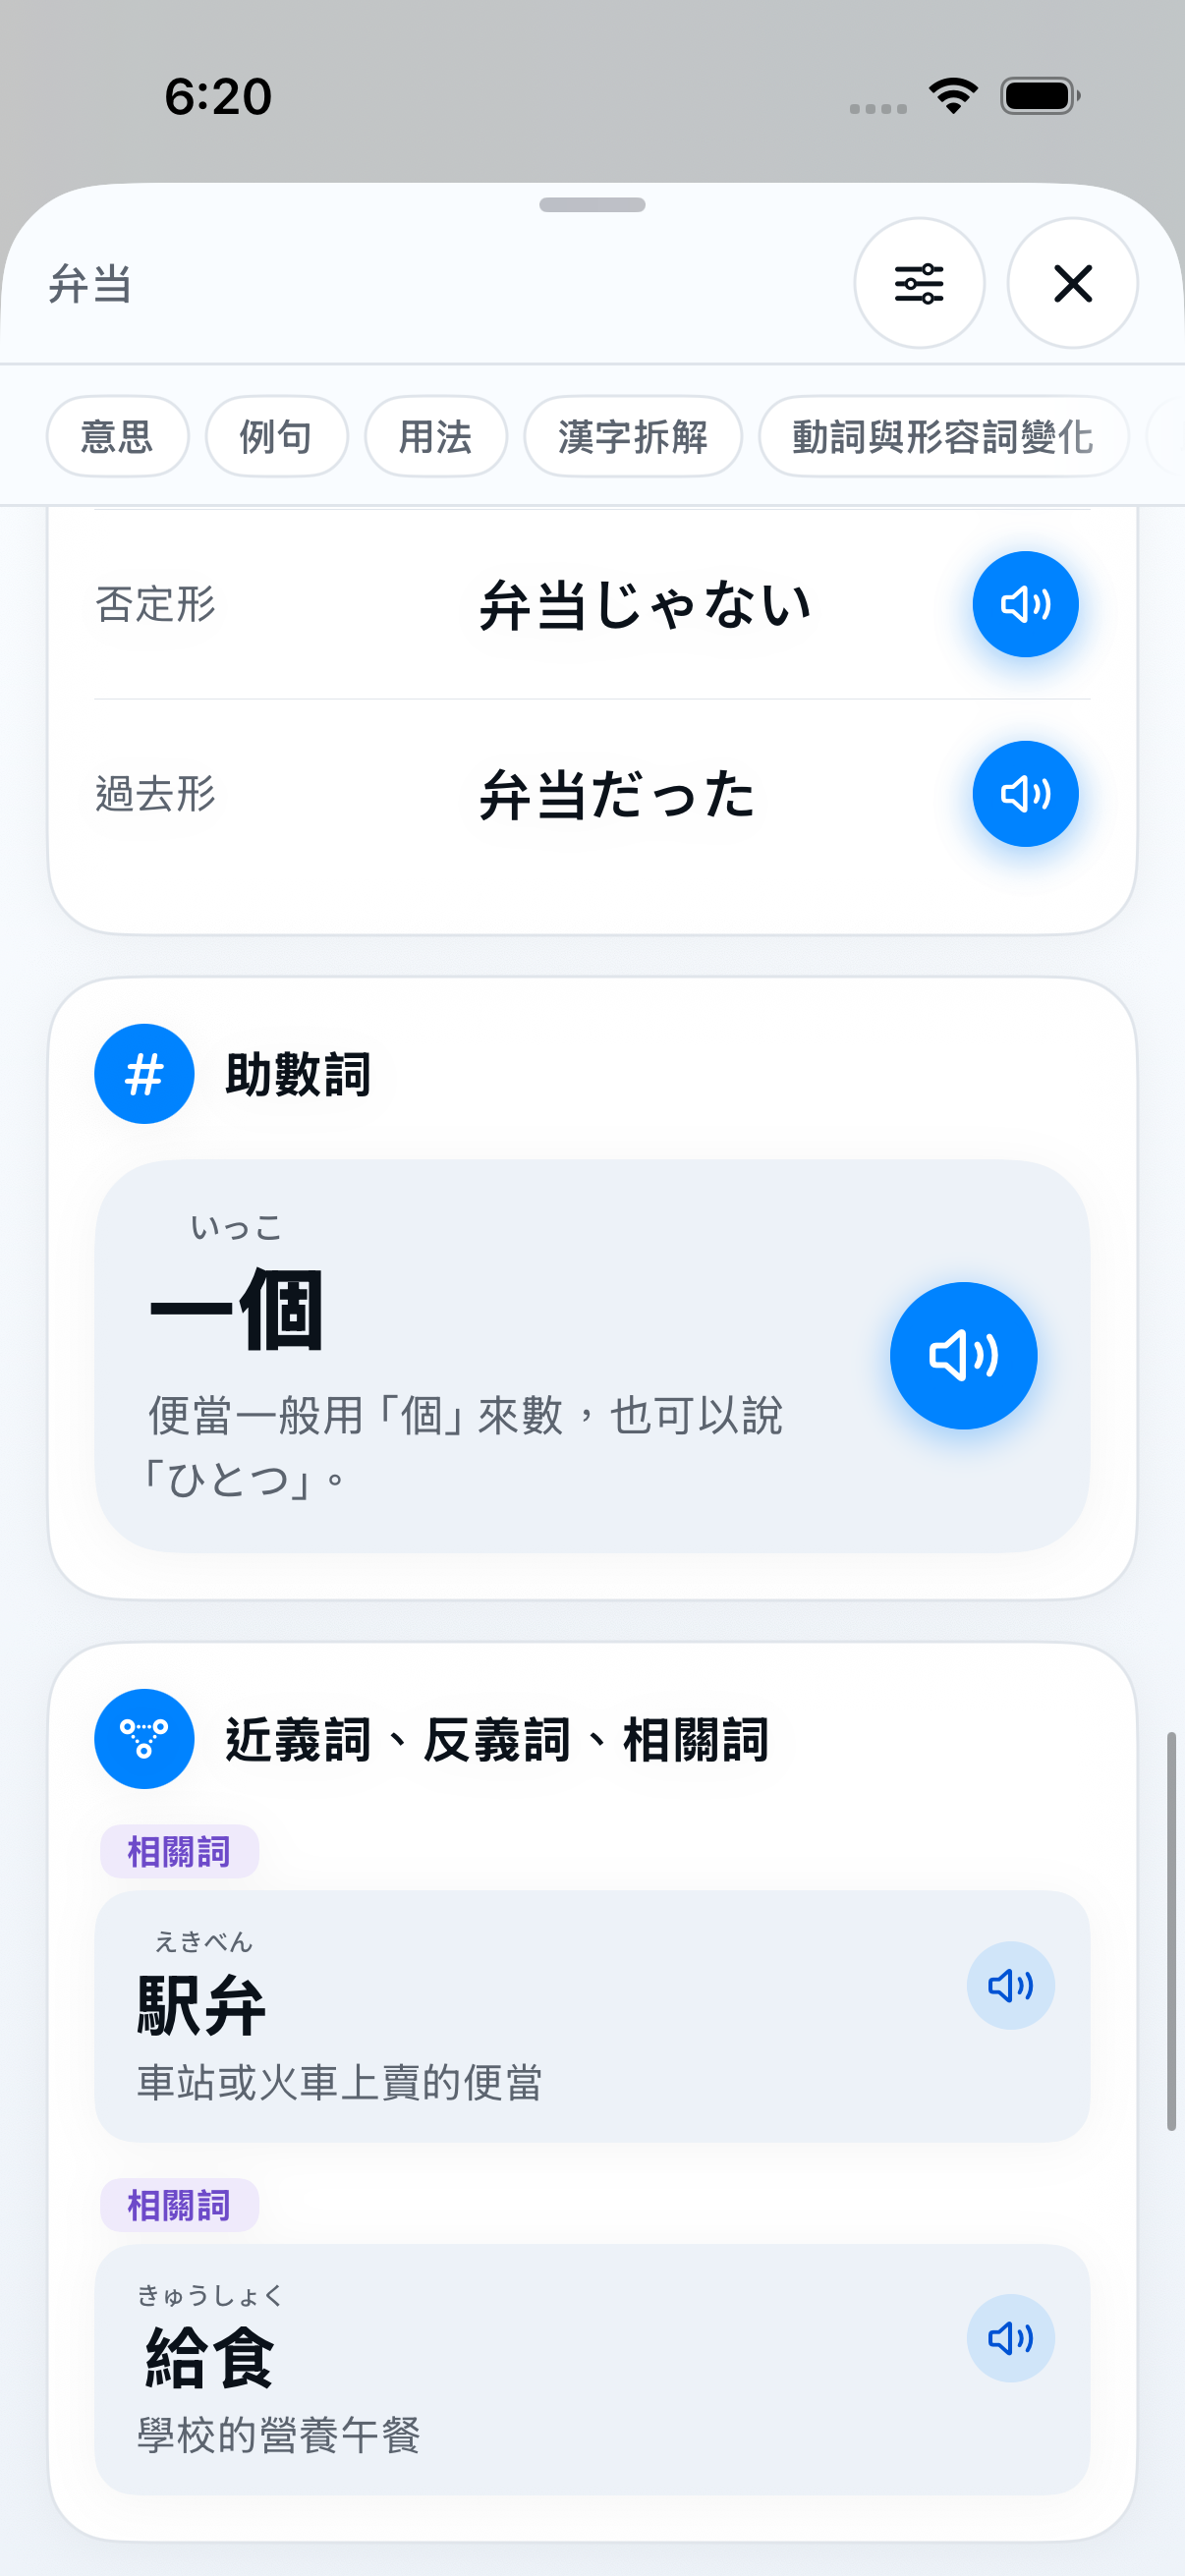 6:20
弁当
意思 例句 用法 漢字拆解 動詞與形容詞變化
否定形 弁当じゃない
過去形 弁当だった
助數詞
いっこ
一個
便當一般用「個」來數，也可以說
「ひとつ」。
近義詞、反義詞、相關詞
相關詞
えきべん
駅弁
車站或火車上賣的便當
相關詞
きゅうしょく
給食
學校的營養午餐